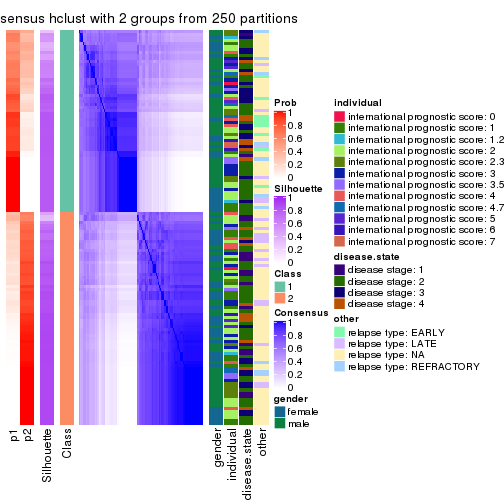 sensus hclust with 2 groups from 250 partitions
Prob
1
0.8
0.6
0.4
0.2
0
Silhouette
1
0.8
0.6
0.4
0.2
0
Class
1
2
Consensus
1
0.8
0.6
0.4
0.2
0
gender
female
male
individual
international prognostic score: 0
international prognostic score: 1
international prognostic score: 1.2
international prognostic score: 2
international prognostic score: 2.3
international prognostic score: 3
international prognostic score: 3.5
international prognostic score: 4
international prognostic score: 4.7
international prognostic score: 5
international prognostic score: 6
international prognostic score: 7
disease.state
disease stage: 1
disease stage: 2
disease stage: 3
disease stage: 4
other
relapse type: EARLY
relapse type: LATE
relapse type: NA
relapse type: REFRACTORY
p1
p2
Silhouette
Class
gender
individual
disease.state
other